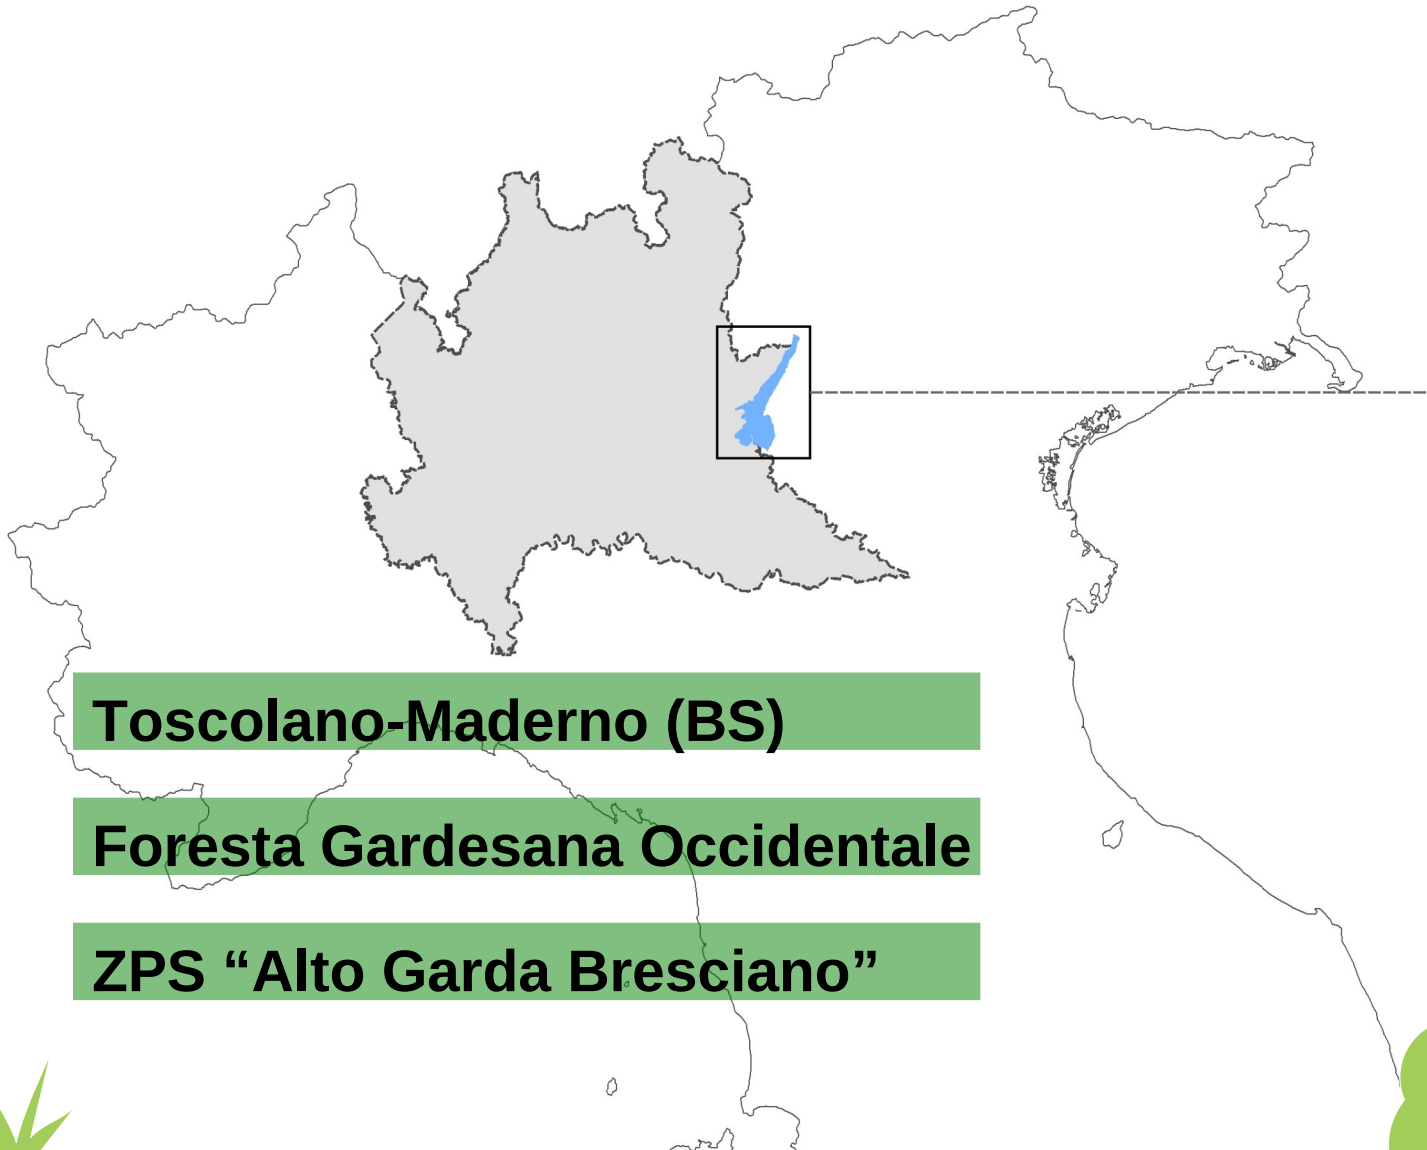 Toscolano-Maderno (BS)
Foresta Gardesana Occidentale
ZPS “Alto Garda Bresciano”